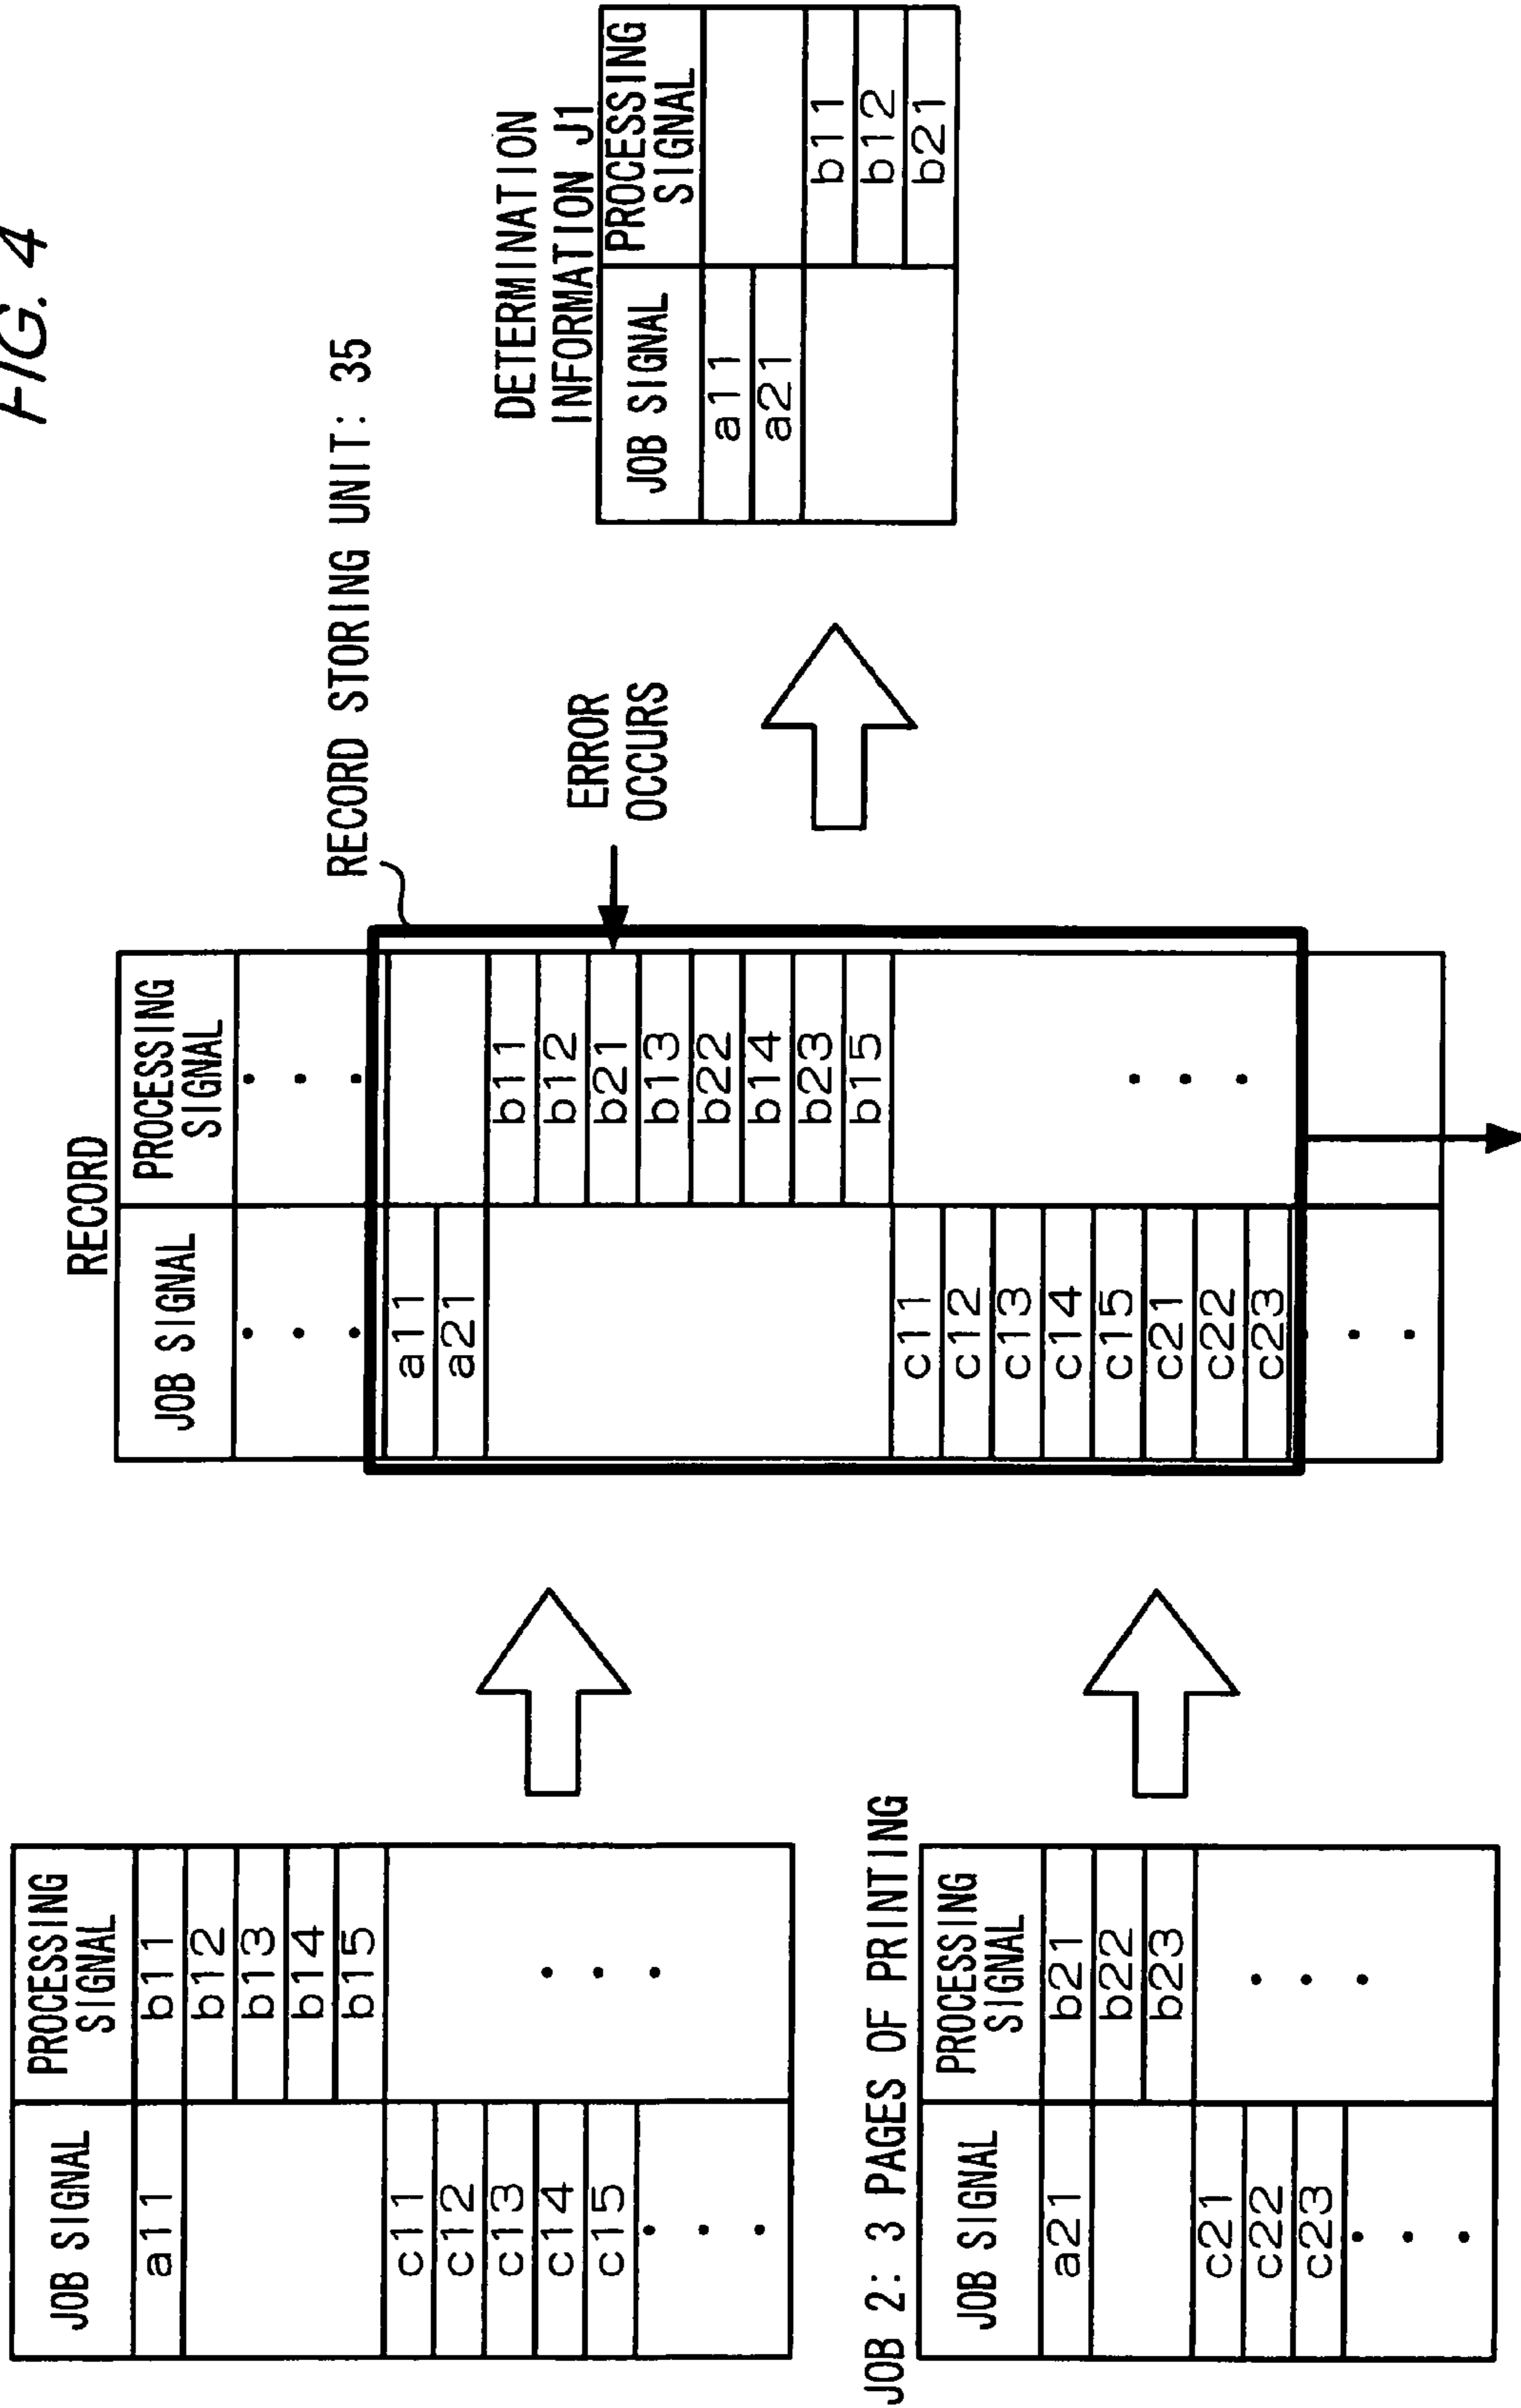 FIG. 4
JOB SIGNAL PROCESSING SIGNAL
a11 b11
b12
b13
b14
b15
c11
c12
c13
c14
c15
JOB 2: 3 PAGES OF PRINTING
JOB SIGNAL PROCESSING SIGNAL
a21 b21
b22
b23
c21
c22
c23
RECORD
JOB SIGNAL PROCESSING SIGNAL
a11
a21
b11
b12
b21
b13
b22
b14
b23
b15
c11
c12
c13
c14
c15
c21
c22
c23
RECORD STORING UNIT: 35
ERROR
OCCURS
DETERMINATION
INFORMATION J1
JOB SIGNAL PROCESSING SIGNAL
a11
a21
b11
b12
b21